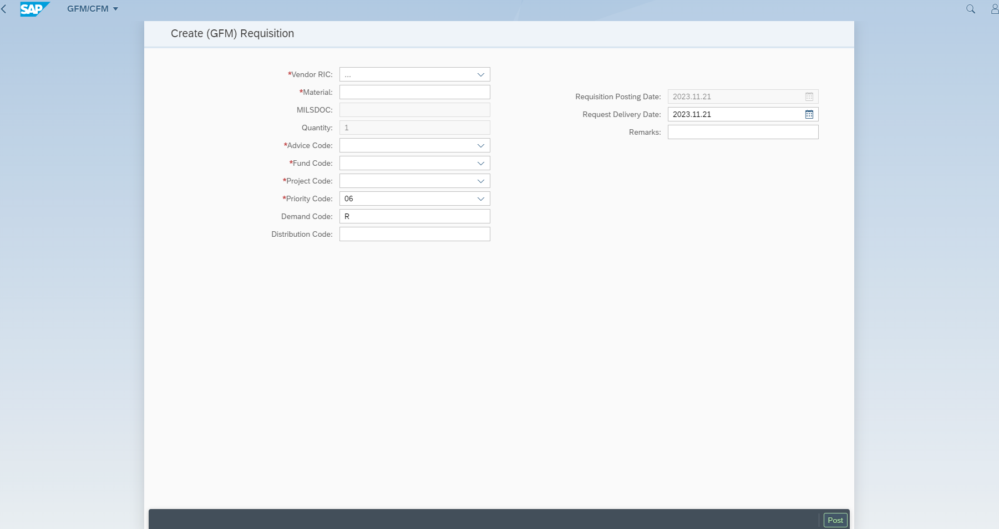 SAP GFM/CFM
Create (GFM) Requisition
*Vendor RIC: ...
*Material:
MILSDOC:
Quantity: 1
*Advice Code:
*Fund Code:
*Project Code:
*Priority Code: 06
Demand Code: R
Distribution Code:
Requisition Posting Date: 2023.11.21
Request Delivery Date: 2023.11.21
Remarks:
Post